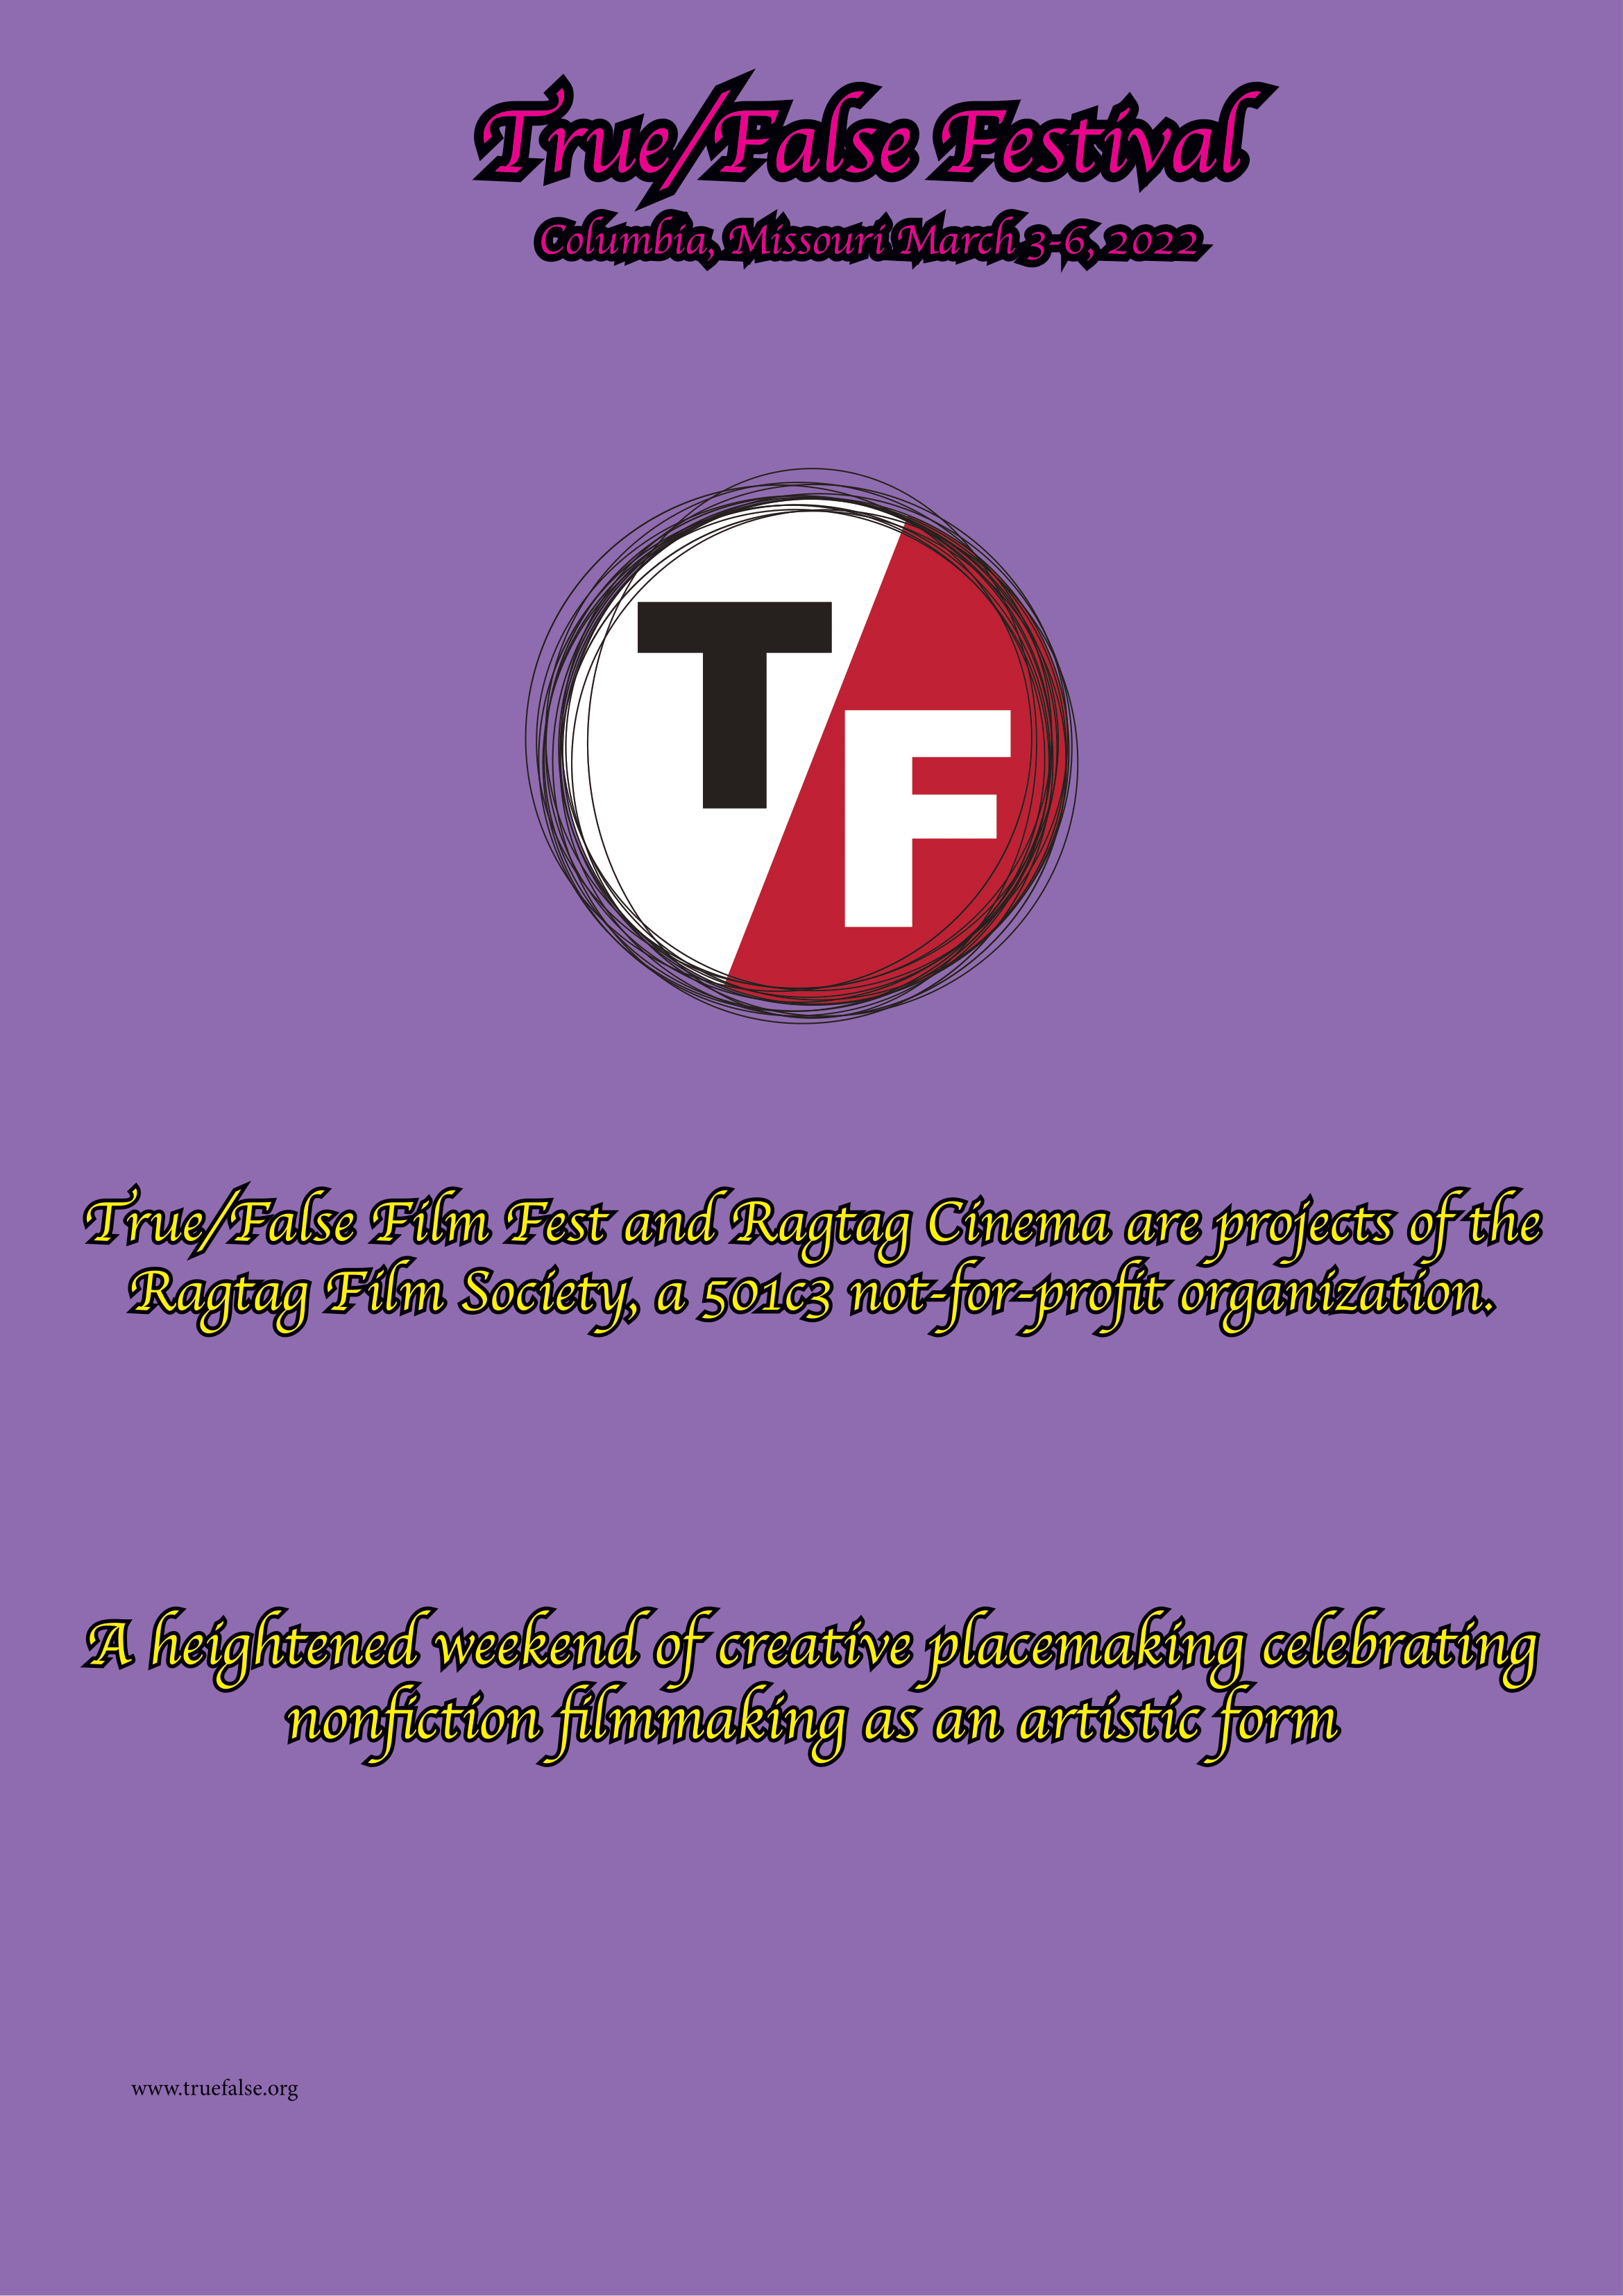 True/False Festival
Columbia, Missouri March 3-6, 2022
T
F
True/False Film Fest and Ragtag Cinema are projects of the
Ragtag Film Society, a 501c3 not-for-profit organization.
A heightened weekend of creative placemaking celebrating
nonfiction filmmaking as an artistic form
www.truefalse.org